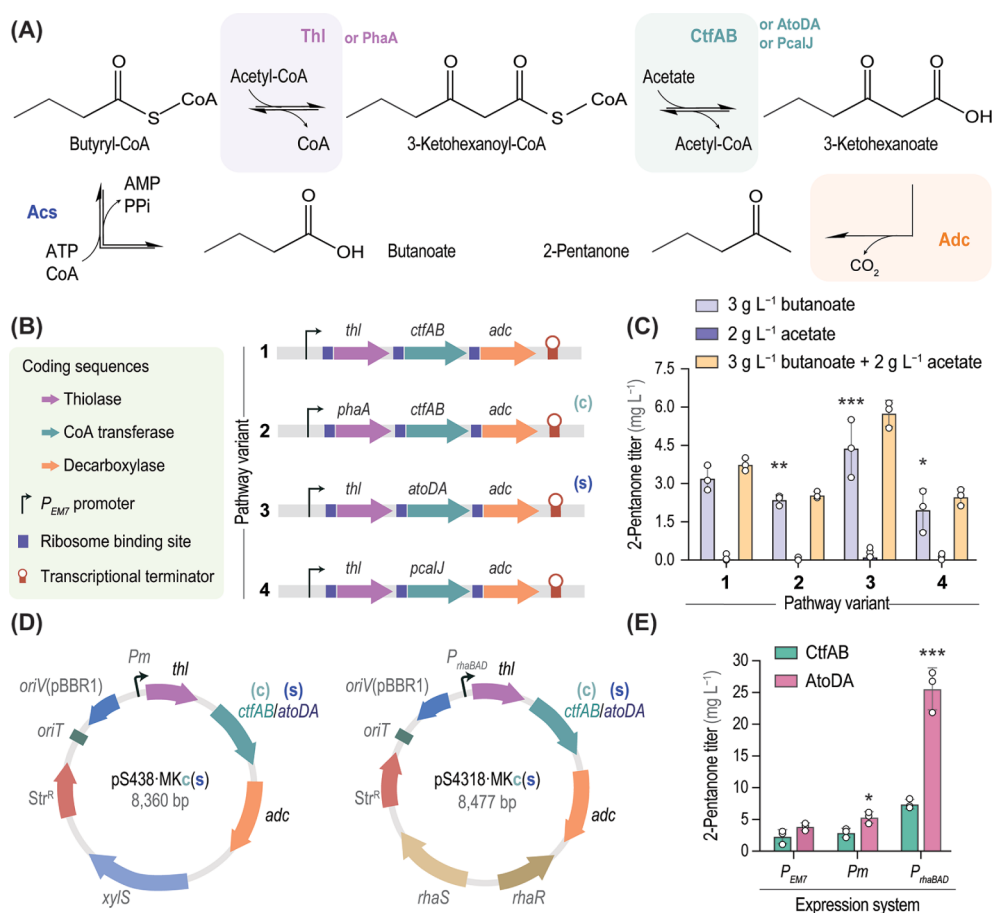 (A)
Thl or PhaA
CtfAB or AtoDA
or PcaIJ
O
Acetyl-CoA
CoA
S
Butyryl-CoA
CoA
O O
CoA
S
3-Ketohexanoyl-CoA
Acetate
Acetyl-CoA
O O
OH
3-Ketohexanoate
Acs
AMP
PPi
ATP
CoA
O
OH
Butanoate
2-Pentanone
O
CO2
Adc
(B)
Coding sequences
Thiolase
CoA transferase
Decarboxylase
PEM7 promoter
Ribosome binding site
Transcriptional terminator
Pathway variant
thl ctfAB adc
1
(c)
phaA ctfAB adc
2
(s)
thl atoDA adc
3
thl pcaIJ adc
4
(C)
3 g L−1 butanoate
2 g L−1 acetate
3 g L−1 butanoate + 2 g L−1 acetate
2-Pentanone titer (mg L−1)
7.5
6.0
4.5
3.0
1.5
0.0
**
***
*
1 2 3 4
Pathway variant
(D)
Pm
thl
oriV(pBBR1)
(c) (s)
ctfAB/atoDA
oriT
StrR
pS438·MKc(s)
8,360 bp
adc
xylS
PrhaBAD
thl
oriV(pBBR1)
(c) (s)
ctfAB/atoDA
oriT
StrR
pS4318·MKc(s)
8,477 bp
adc
rhaS
rhaR
(E)
CtfAB
AtoDA
2-Pentanone titer (mg L−1)
30
25
20
15
10
5
0
*
***
PEM7 Pm PrhaBAD
Expression system